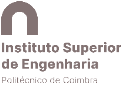 Instituto Superior
de Engenharia
Politécnico de Coimbra